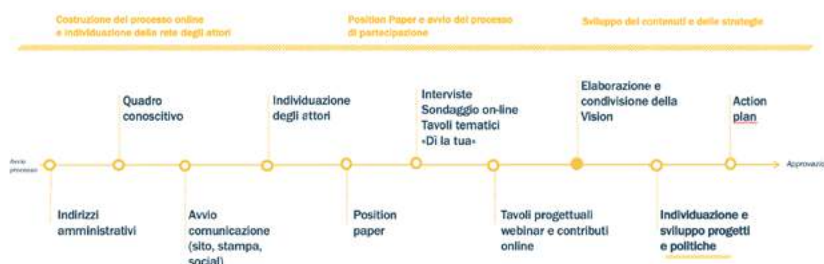 Costruzione del processo online
e individuazione della rete degli attori
Position Paper e avvio del processo
di partecipazione
Sviluppo dei contenuti e delle strategie
Quadro
conoscitivo
Individuazione
degli attori
Interviste
Sondaggio on-line
Tavoli tematici
«Dì la tua»
Elaborazione e
condivisione della
Vision
Action
plan
Avvio
processo
Approvazio
Indirizzi
amministrativi
Avvio
comunicazione
(sito, stampa,
social)
Position
paper
Tavoli progettuali
webinar e contributi
online
Individuazione e
sviluppo progetti
e politiche